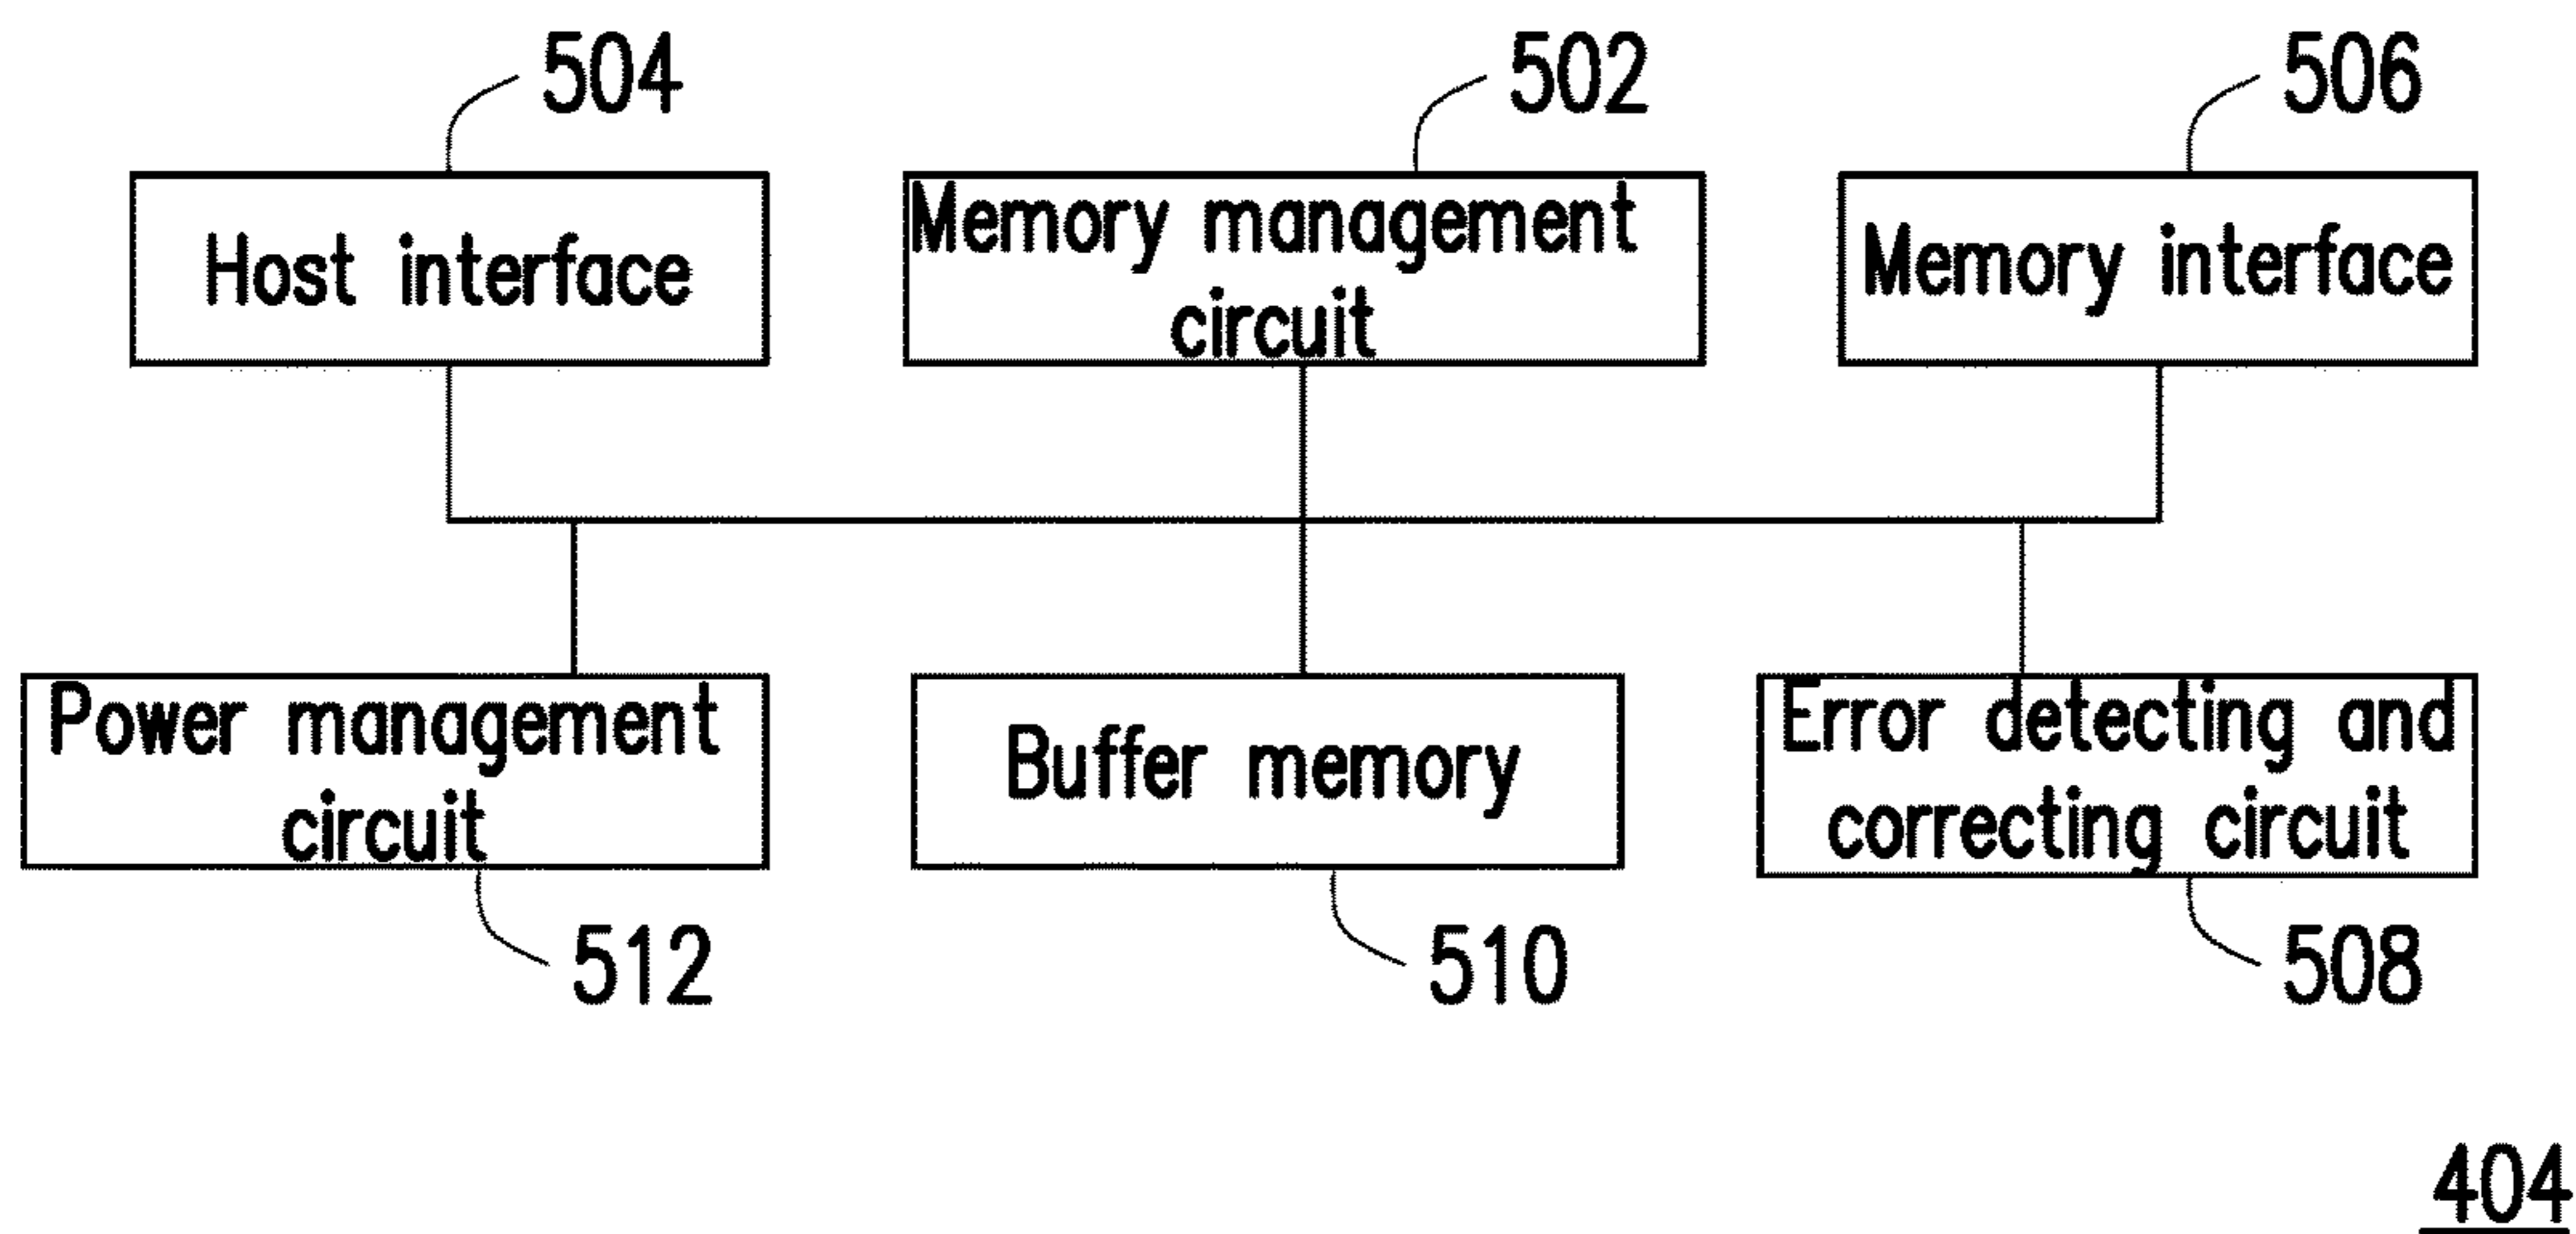 504
502
506
Host interface
Memory management
circuit
Memory interface
Power management
circuit
Buffer memory
Error detecting and
correcting circuit
512
510
508
404